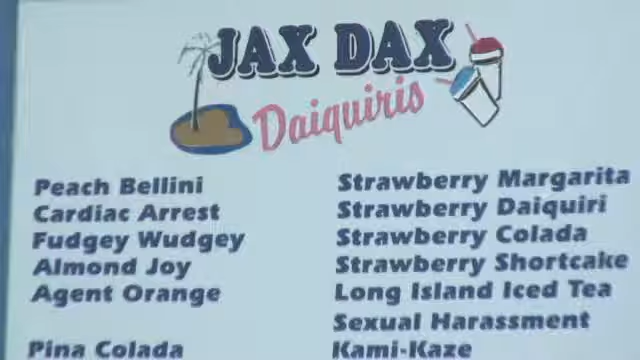 JAX DAX
Daiquiris
Peach Bellini
Cardiac Arrest
Fudgey Wudgey
Almond Joy
Agent Orange
Pina Colada
Strawberry Margarita
Strawberry Daiquiri
Strawberry Colada
Strawberry Shortcake
Long Island Iced Tea
Sexual Harassment
Kami-Kaze